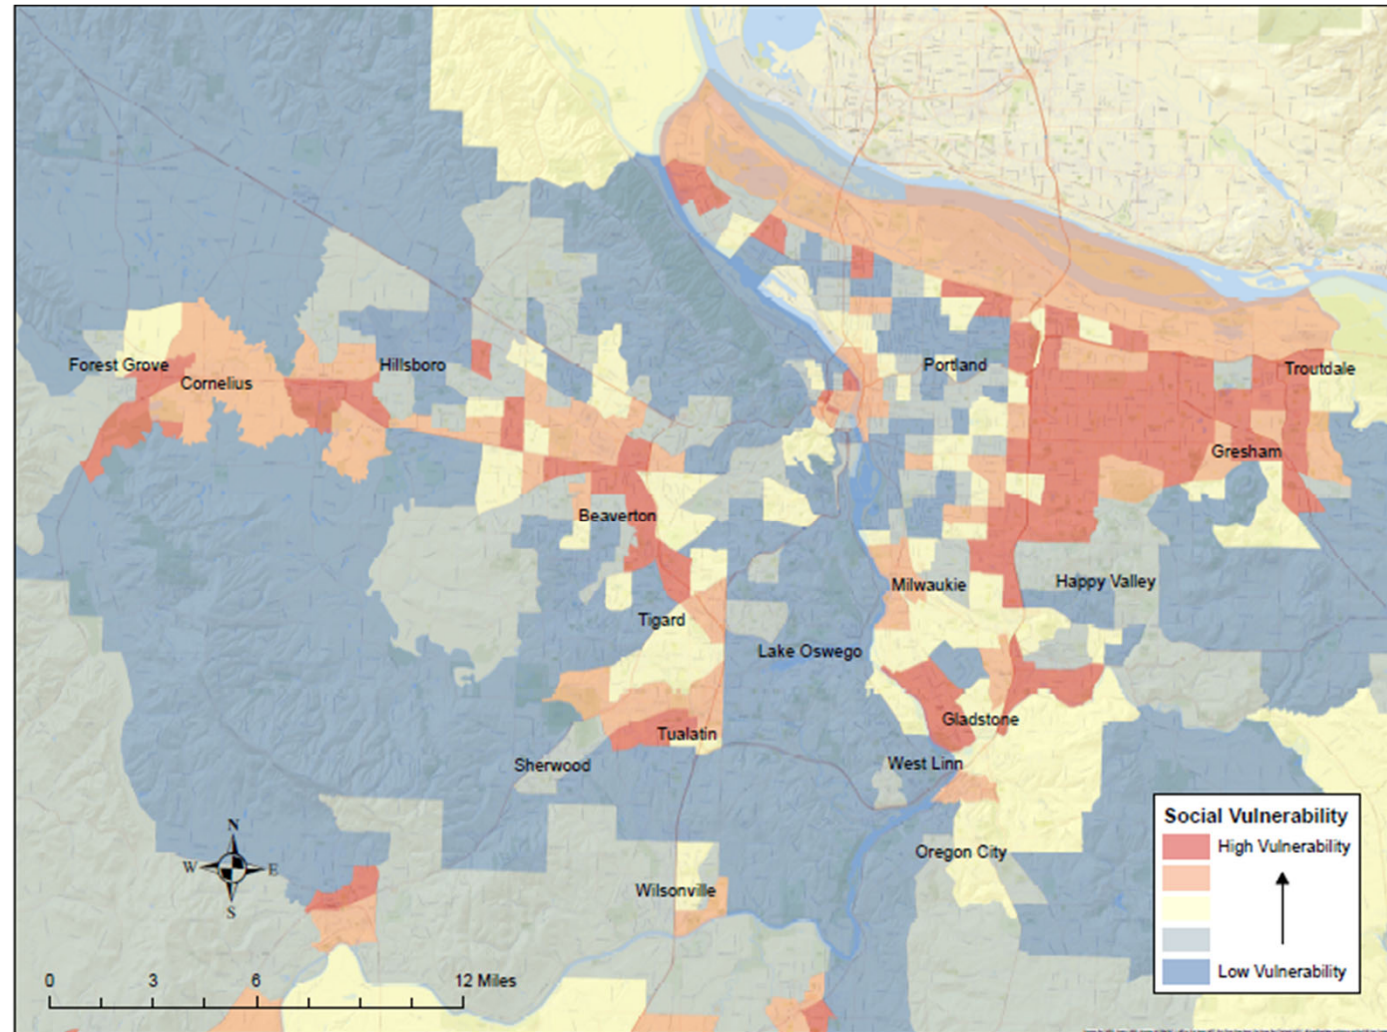 Forest Grove
Cornelius
Hillsboro
Portland
Troutdale
Gresham
Beaverton
Milwaukie
Happy Valley
Tigard
Lake Oswego
Gladstone
Tualatin
Sherwood
West Linn
Oregon City
Wilsonville
N
W E
S
0 3 6 12 Miles
Social Vulnerability
High Vulnerability
Low Vulnerability